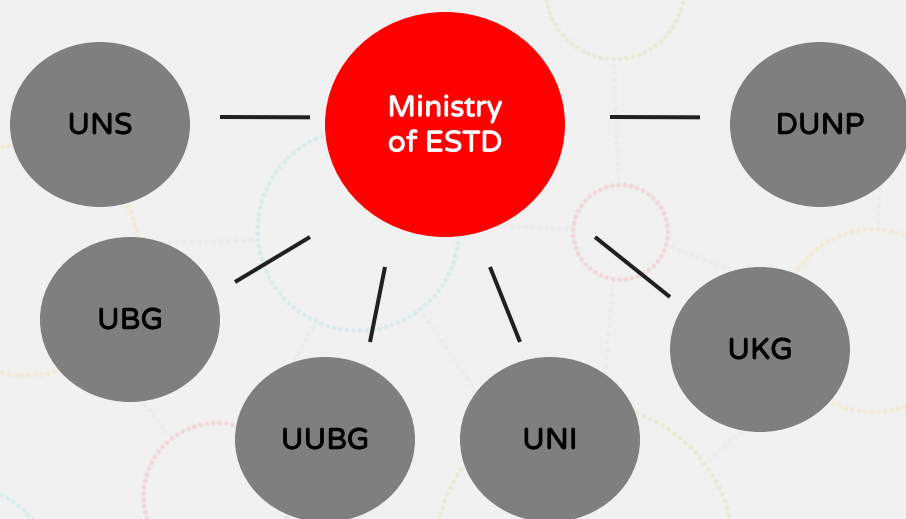 Ministry
of ESTD
UNS
DUNP
UBG
UKG
UUBG
UNI